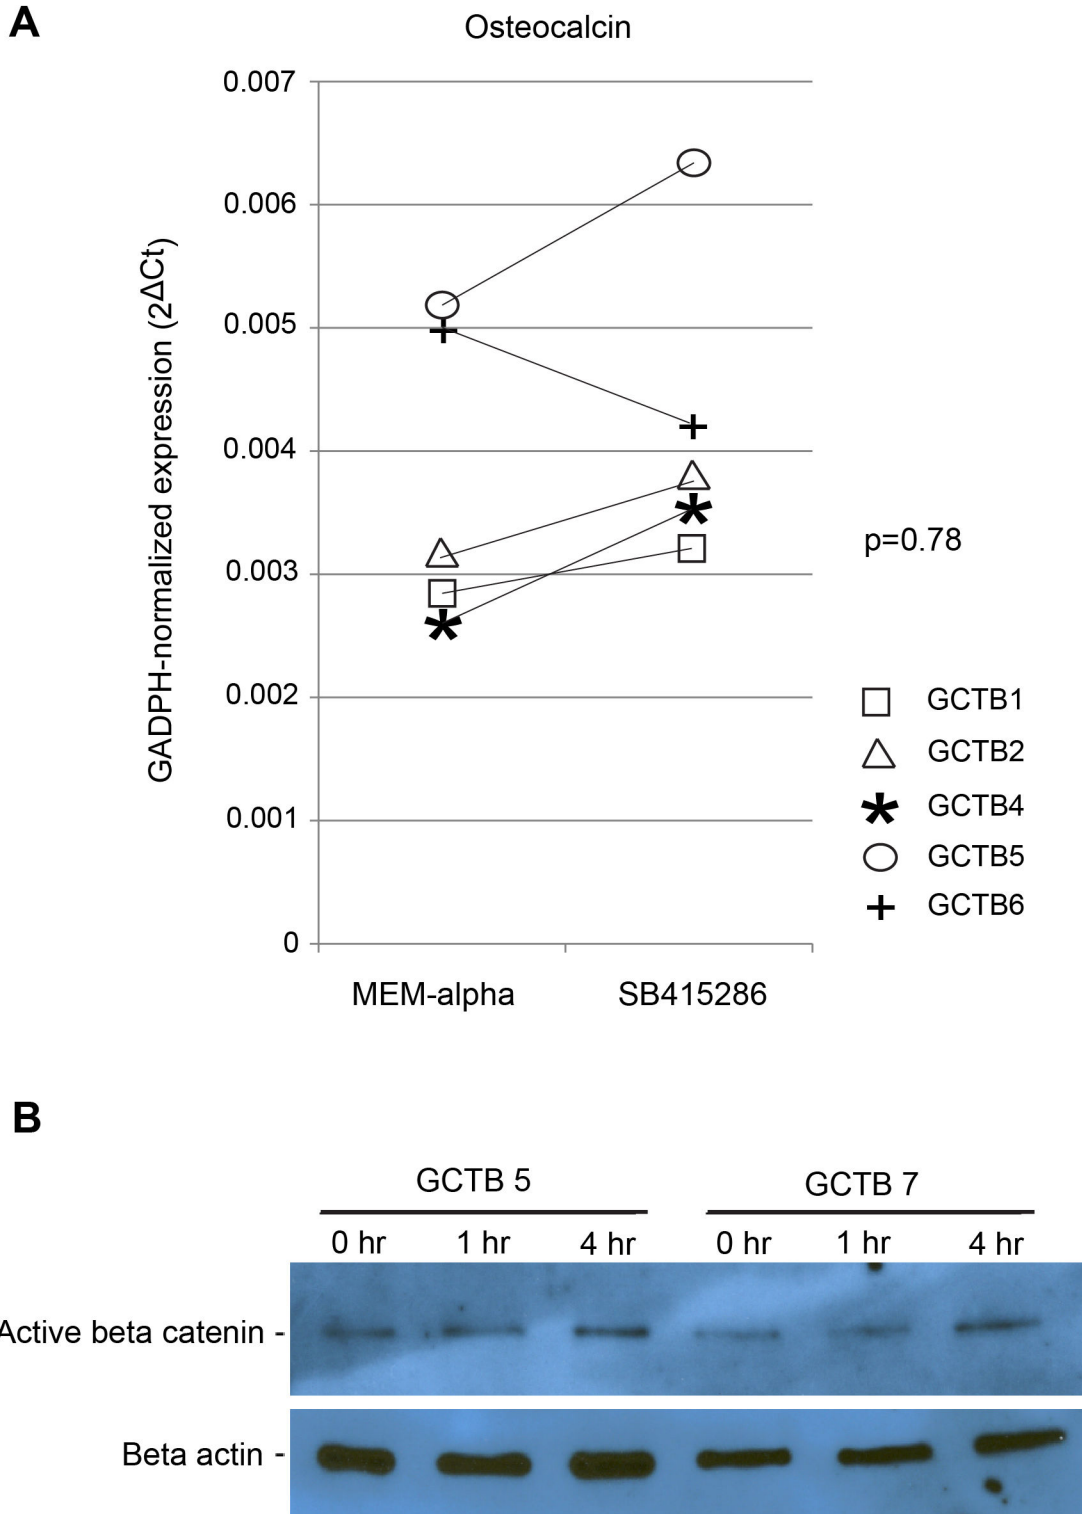 A
Osteocalcin
0.007
0.006
0.005
0.004
0.003
0.002
0.001
0
GADPH-normalized expression (2ΔCt)
MEM-alpha
SB415286
p=0.78
GCTB1
GCTB2
GCTB4
GCTB5
GCTB6
B
GCTB 5
GCTB 7
0 hr 1 hr 4 hr 0 hr 1 hr 4 hr
Active beta catenin -
Beta actin -